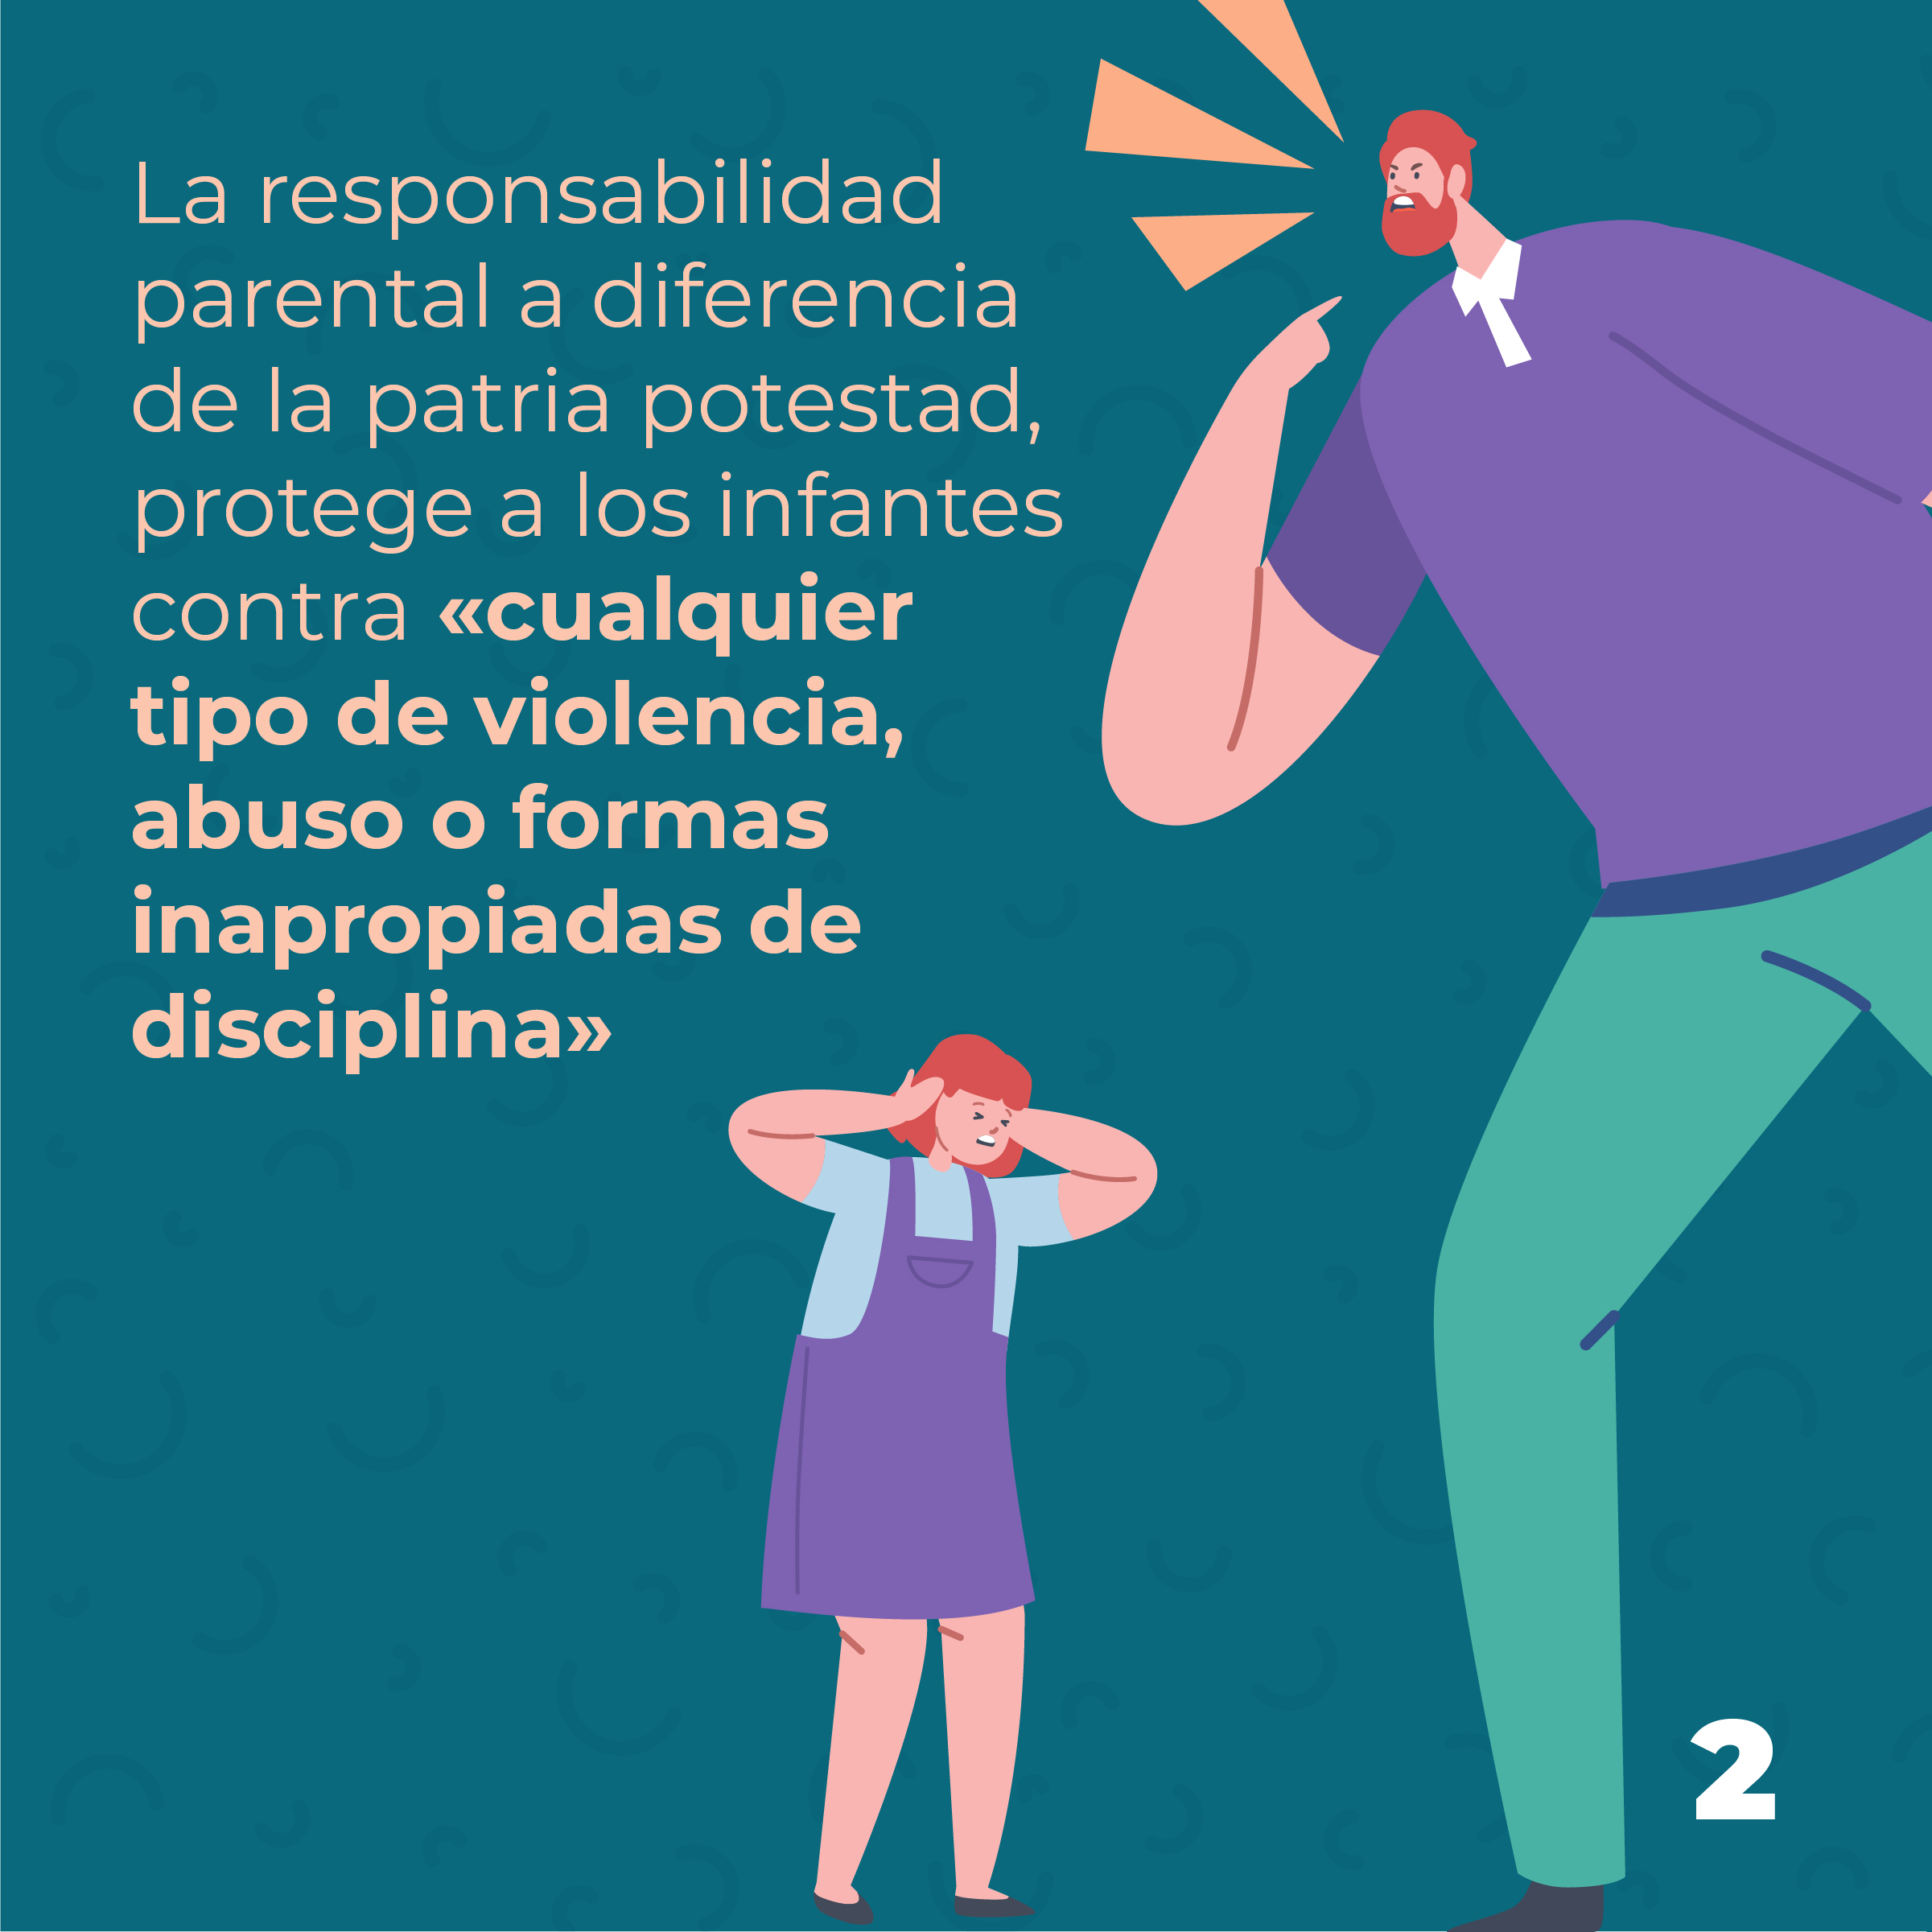 La responsabilidad
parental a diferencia
de la patria potestad,
protege a los infantes
contra «cualquier
tipo de violencia,
abuso o formas
inapropiadas de
disciplina»
2